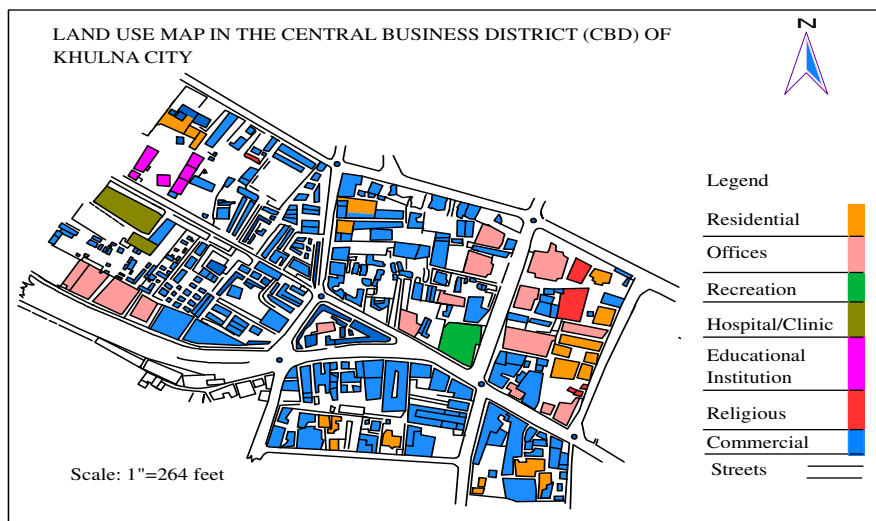 LAND USE MAP IN THE CENTRAL BUSINESS DISTRICT (CBD) OF
KHULNA CITY
N
Legend
Residential
Offices
Recreation
Hospital/Clinic
Educational
Institution
Religious
Commercial
Streets
Scale: 1"=264 feet